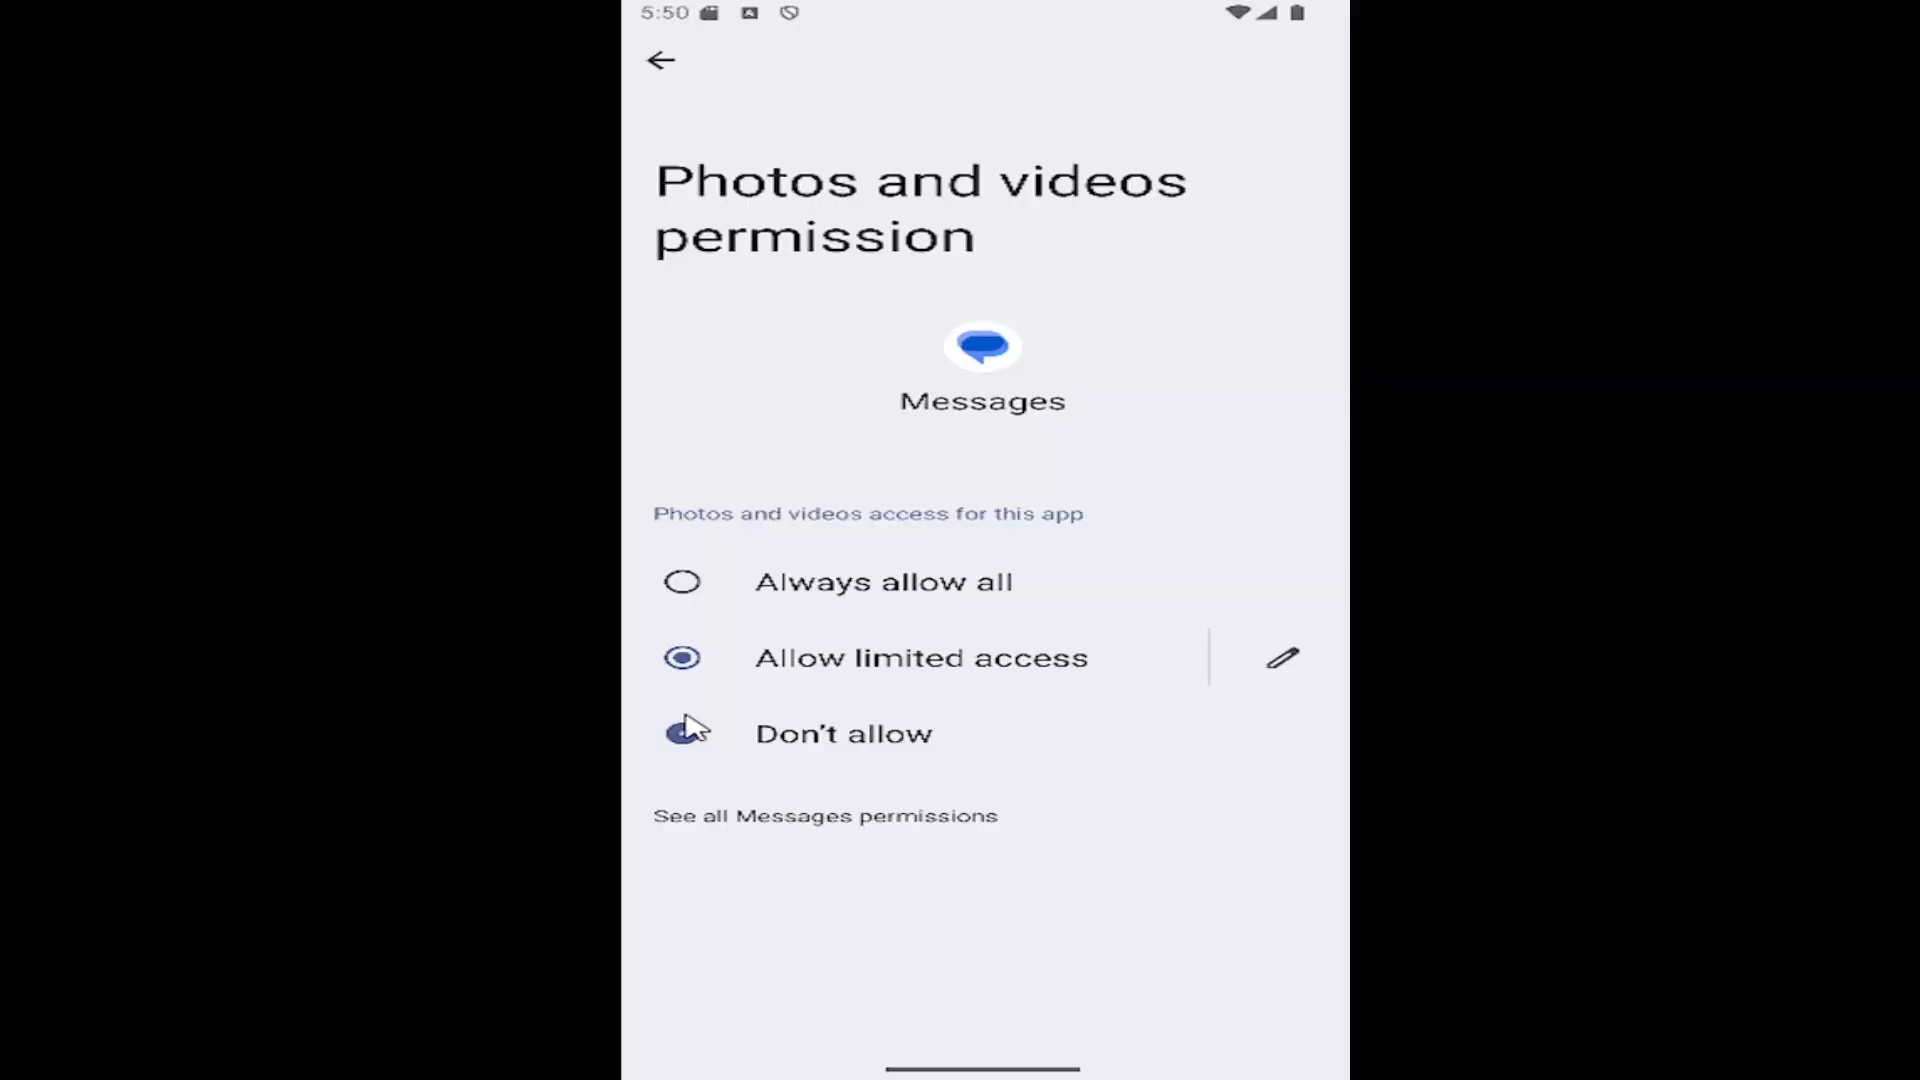 5:50
Photos and videos
permission
Messages
Photos and videos access for this app
Always allow all
Allow limited access
Don't allow
See all Messages permissions